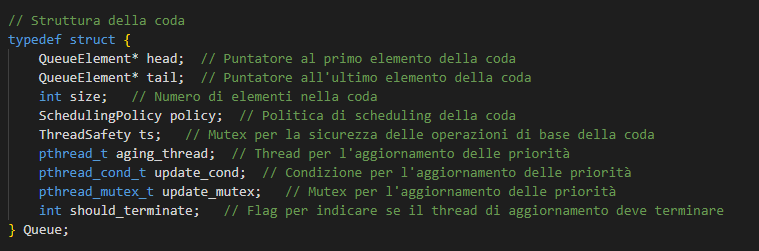 // Struttura della coda
typedef struct {
    QueueElement* head;  // Puntatore al primo elemento della coda
    QueueElement* tail;  // Puntatore all'ultimo elemento della coda
    int size;   // Numero di elementi nella coda
    SchedulingPolicy policy;  // Politica di scheduling della coda
    ThreadSafety ts;   // Mutex per la sicurezza delle operazioni di base della coda
    pthread_t aging_thread;  // Thread per l'aggiornamento delle priorità
    pthread_cond_t update_cond;  // Condizione per l'aggiornamento delle priorità
    pthread_mutex_t update_mutex;   // Mutex per l'aggiornamento delle priorità
    int should_terminate;   // Flag per indicare se il thread di aggiornamento deve terminare
} Queue;